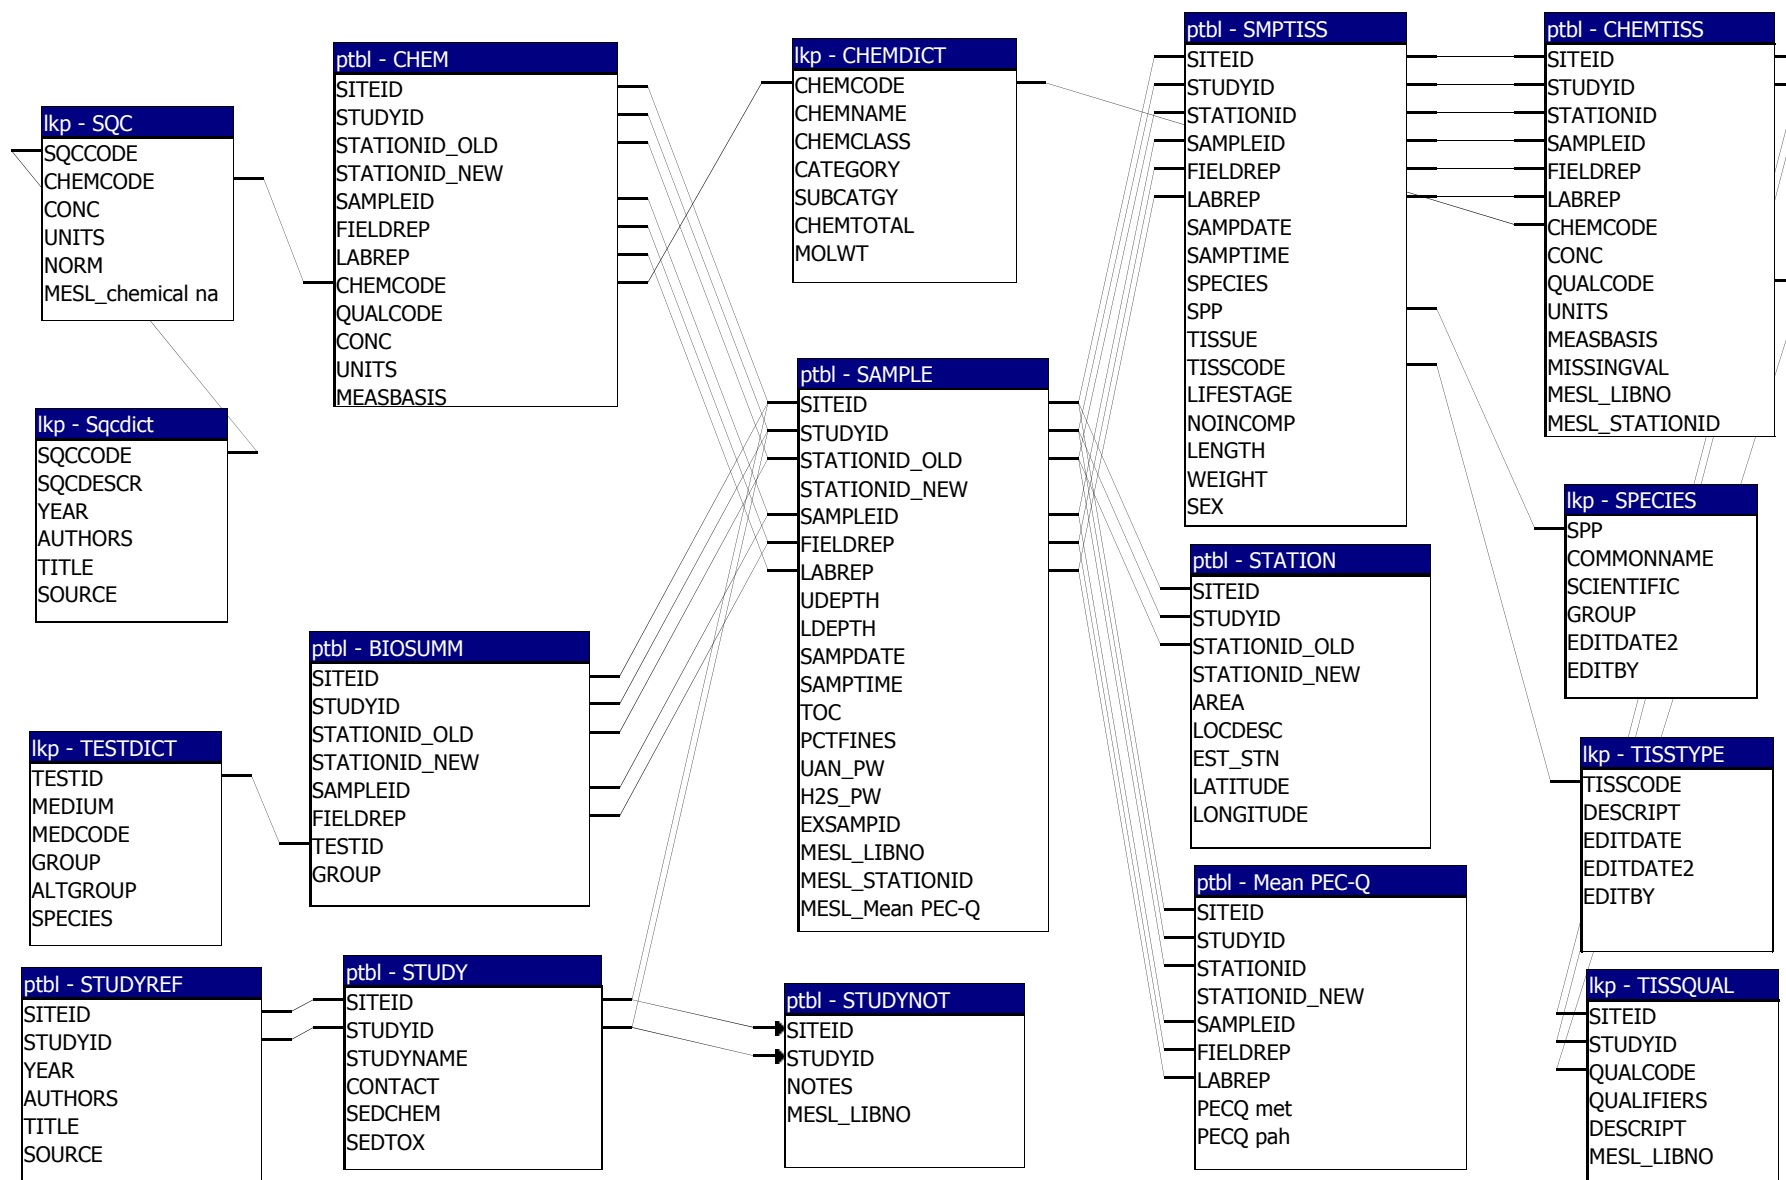 lkp - SQC
SQCCODE
CHEMCODE
CONC
UNITS
NORM
MESL_chemical na
lkp - Sqcdict
SQCCODE
SQCDESCR
YEAR
AUTHORS
TITLE
SOURCE
lkp - TESTDICT
TESTID
MEDIUM
MEDCODE
GROUP
ALTGROUP
SPECIES
ptbl - STUDYREF
SITEID
STUDYID
YEAR
AUTHORS
TITLE
SOURCE
ptbl - CHEM
SITEID
STUDYID
STATIONID_OLD
STATIONID_NEW
SAMPLEID
FIELDREP
LABREP
CHEMCODE
QUALCODE
CONC
UNITS
MEASBASIS
ptbl - BIOSUMM
SITEID
STUDYID
STATIONID_OLD
STATIONID_NEW
SAMPLEID
FIELDREP
TESTID
GROUP
ptbl - STUDY
SITEID
STUDYID
STUDYNAME
CONTACT
SEDCHEM
SEDTOX
lkp - CHEMDICT
CHEMCODE
CHEMNAME
CHEMCLASS
CATEGORY
SUBCATGY
CHEMTOTAL
MOLWT
ptbl - SAMPLE
SITEID
STUDYID
STATIONID_OLD
STATIONID_NEW
SAMPLEID
FIELDREP
LABREP
UDEPTH
LDEPTH
SAMPDATE
SAMPTIME
TOC
PCTFINES
UAN_PW
H2S_PW
EXSAMPID
MESL_LIBNO
MESL_STATIONID
MESL_Mean PEC-Q
ptbl - STUDYNOT
SITEID
STUDYID
NOTES
MESL_LIBNO
ptbl - SMPTISS
SITEID
STUDYID
STATIONID
SAMPLEID
FIELDREP
LABREP
SAMPDATE
SAMPTIME
SPECIES
SPP
TISSUE
TISSCODE
LIFESTAGE
NOINCOMP
LENGTH
WEIGHT
SEX
ptbl - STATION
SITEID
STUDYID
STATIONID_OLD
STATIONID_NEW
AREA
LOCDESC
EST_STN
LATITUDE
LONGITUDE
ptbl - Mean PEC-Q
SITEID
STUDYID
STATIONID
STATIONID_NEW
SAMPLEID
FIELDREP
LABREP
PECQ met
PECQ pah
ptbl - CHEMTISS
SITEID
STUDYID
STATIONID
SAMPLEID
FIELDREP
LABREP
CHEMCODE
CONC
QUALCODE
UNITS
MEASBASIS
MISSINGVAL
MESL_LIBNO
MESL_STATIONID
lkp - SPECIES
SPP
COMMONNAME
SCIENTIFIC
GROUP
EDITDATE2
EDITBY
lkp - TISSTYPE
TISSCODE
DESCRIPT
EDITDATE
EDITDATE2
EDITBY
lkp - TISSQUAL
SITEID
STUDYID
QUALCODE
QUALIFIERS
DESCRIPT
MESL_LIBNO